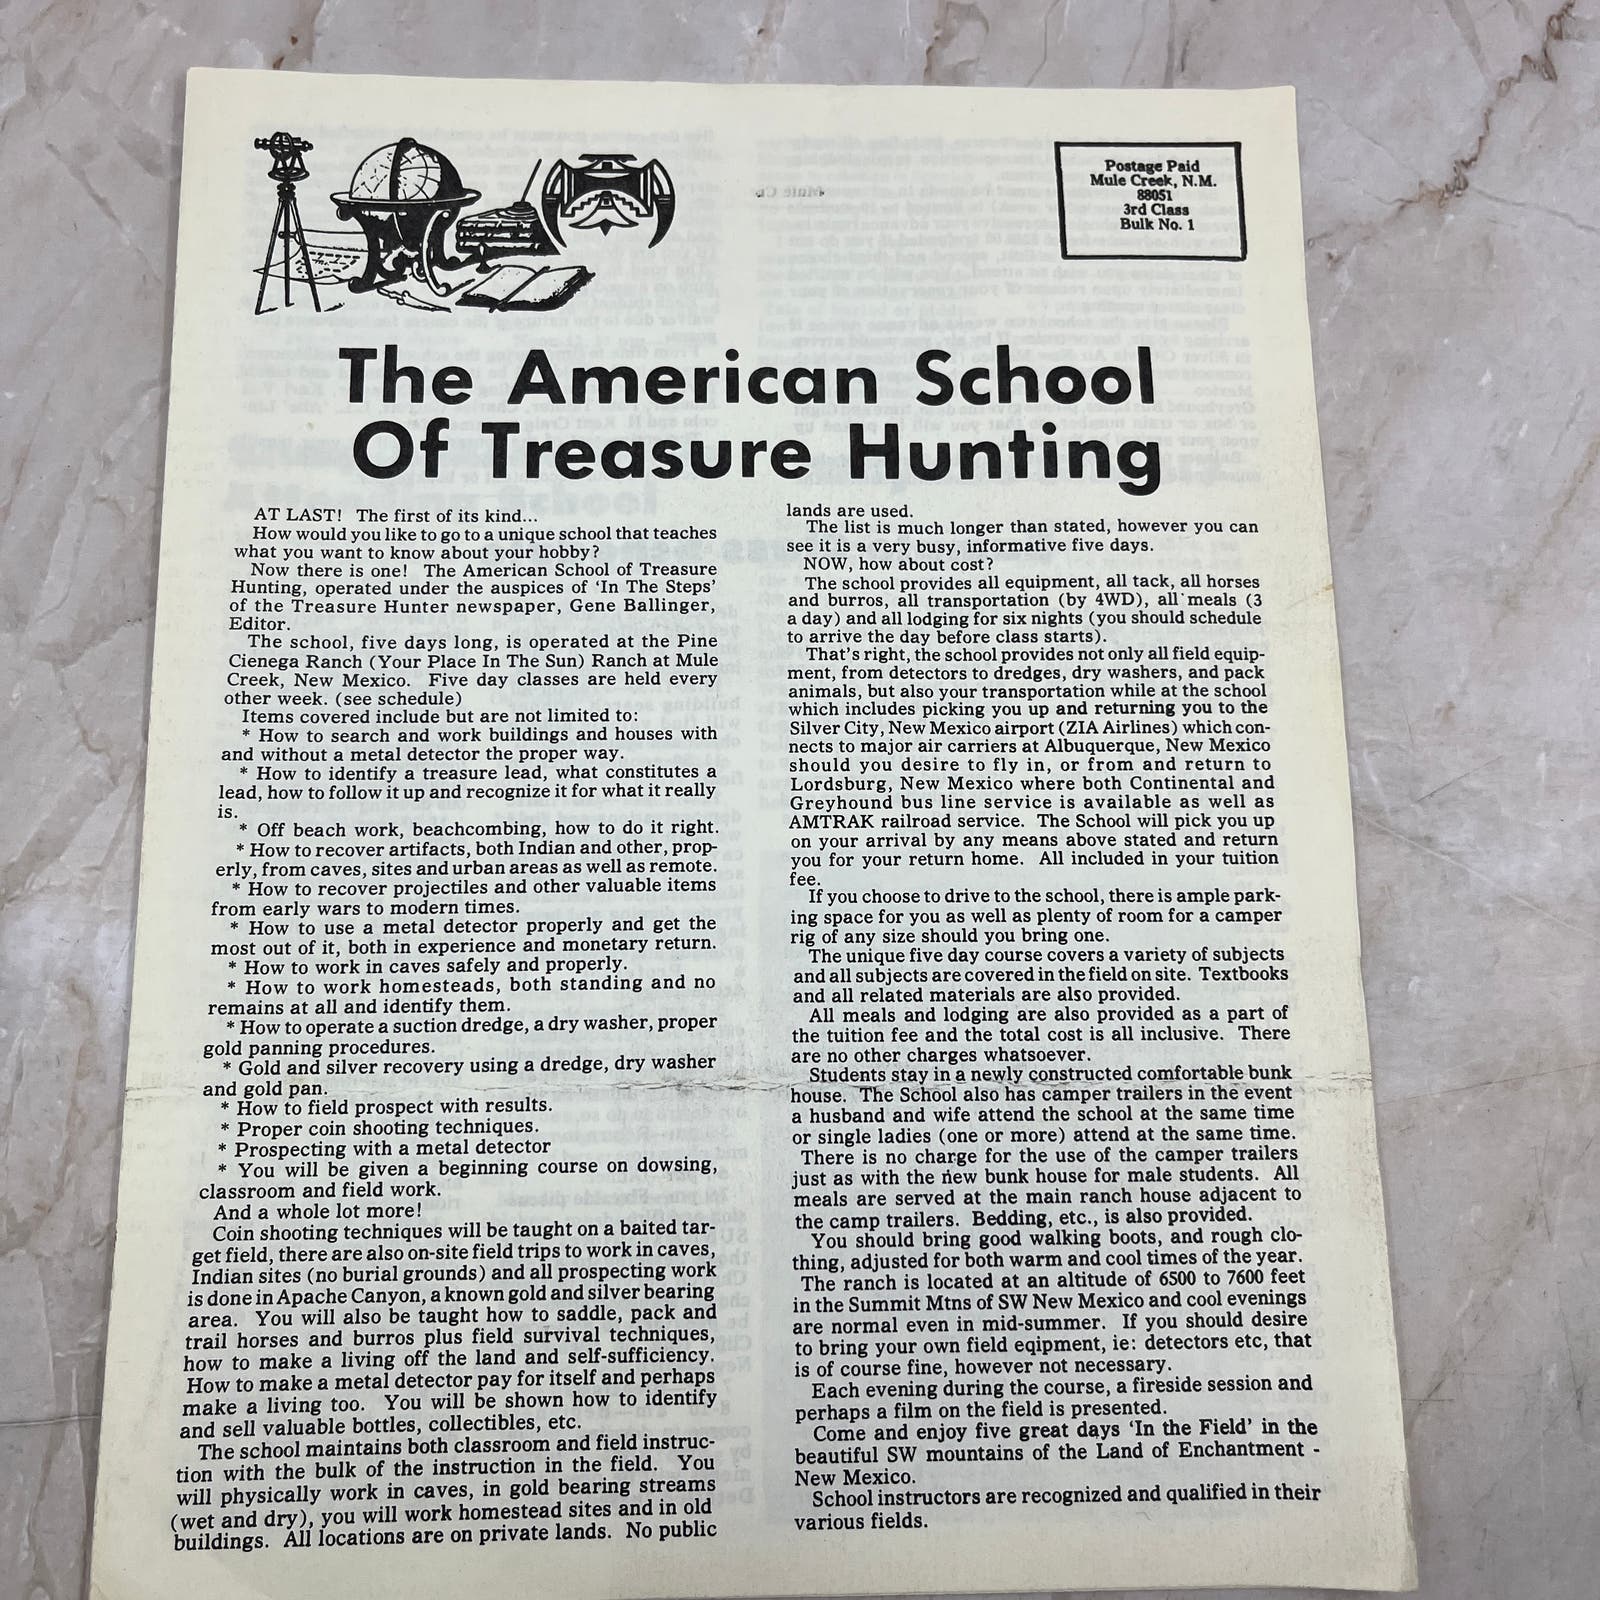 Postage Paid
Mule Creek, N.M.
88051
3rd Class
Bulk No. 1
The American School
Of Treasure Hunting
AT LAST! The first of its kind...
How would you like to go to a unique school that teaches
what you want to know about your hobby?
Now there is one! The American School of Treasure
Hunting, operated under the auspices of 'In The Steps'
of the Treasure Hunter newspaper, Gene Ballinger,
Editor.
The school, five days long, is operated at the Pine
Cienega Ranch (Your Place In The Sun) Ranch at Mule
Creek, New Mexico. Five day classes are held every
other week. (see schedule)
Items covered include but are not limited to:
* How to search and work buildings and houses with
and without a metal detector the proper way.
* How to identify a treasure lead, what constitutes a
lead, how to follow it up and recognize it for what it really
is.
* Off beach work, beachcombing, how to do it right.
* How to recover artifacts, both Indian and other, prop-
erly, from caves, sites and urban areas as well as remote.
* How to recover projectiles and other valuable items
from early wars to modern times.
* How to use a metal detector properly and get the
most out of it, both in experience and monetary return.
* How to work in caves safely and properly.
* How to work homesteads, both standing and no
remains at all and identify them.
* How to operate a suction dredge, a dry washer, proper
gold panning procedures.
* Gold and silver recovery using a dredge, dry washer
and gold pan.
* How to field prospect with results.
* Proper coin shooting techniques.
* Prospecting with a metal detector
* You will be given a beginning course on dowsing,
classroom and field work.
And a whole lot more!
Coin shooting techniques will be taught on a baited tar-
get field, there are also on-site field trips to work in caves,
Indian sites (no burial grounds) and all prospecting work
is done in Apache Canyon, a known gold and silver bearing
area. You will also be taught how to saddle, pack and
trail horses and burros plus field survival techniques,
how to make a living off the land and self-sufficiency.
How to make a metal detector pay for itself and perhaps
make a living too. You will be shown how to identify
and sell valuable bottles, collectibles, etc.
The school maintains both classroom and field instruc-
tion with the bulk of the instruction in the field. You
will physically work in caves, in gold bearing streams
(wet and dry), you will work homestead sites and in old
buildings. All locations are on private lands. No public
lands are used.
The list is much longer than stated, however you can
see it is a very busy, informative five days.
NOW, how about cost?
The school provides all equipment, all tack, all horses
and burros, all transportation (by 4WD), all meals (3
a day) and all lodging for six nights (you should schedule
to arrive the day before class starts).
That's right, the school provides not only all field equip-
ment, from detectors to dredges, dry washers, and pack
animals, but also your transportation while at the school
which includes picking you up and returning you to the
Silver City, New Mexico airport (ZIA Airlines) which con-
nects to major air carriers at Albuquerque, New Mexico
should you desire to fly in, or from and return to
Lordsburg, New Mexico where both Continental and
Greyhound bus line service is available as well as
AMTRAK railroad service. The School will pick you up
on your arrival by any means above stated and return
you for your return home. All included in your tuition
fee.
If you choose to drive to the school, there is ample park-
ing space for you as well as plenty of room for a camper
rig of any size should you bring one.
The unique five day course covers a variety of subjects
and all subjects are covered in the field on site. Textbooks
and all related materials are also provided.
All meals and lodging are also provided as a part of
the tuition fee and the total cost is all inclusive. There
are no other charges whatsoever.
Students stay in a newly constructed comfortable bunk
house. The School also has camper trailers in the event
a husband and wife attend the school at the same time
or single ladies (one or more) attend at the same time.
There is no charge for the use of the camper trailers
just as with the new bunk house for male students. All
meals are served at the main ranch house adjacent to
the camp trailers. Bedding, etc., is also provided.
You should bring good walking boots, and rough clo-
thing, adjusted for both warm and cool times of the year.
The ranch is located at an altitude of 6500 to 7600 feet
in the Summit Mtns of SW New Mexico and cool evenings
are normal even in mid-summer. If you should desire
to bring your own field eqipment, ie: detectors etc, that
is of course fine, however not necessary.
Each evening during the course, a fireside session and
perhaps a film on the field is presented.
Come and enjoy five great days 'In the Field' in the
beautiful SW mountains of the Land of Enchantment -
New Mexico.
School instructors are recognized and qualified in their
various fields.